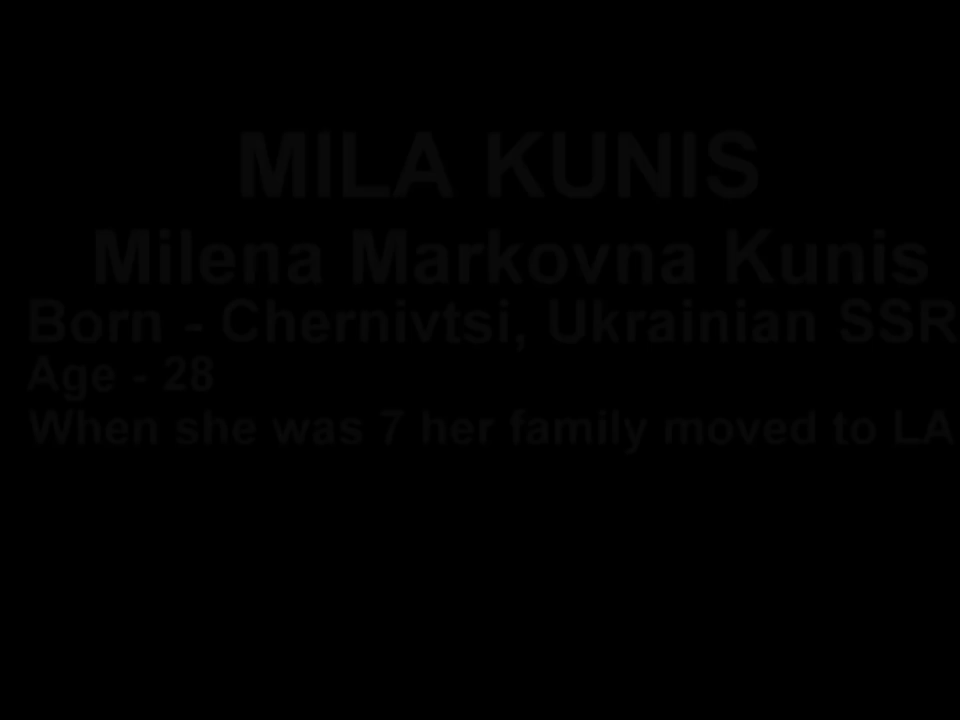 MILA KUNIS
Milena Markovna Kunis
Born - Chernivtsi, Ukrainian SSR
Age - 28
When she was 7 her family moved to LA